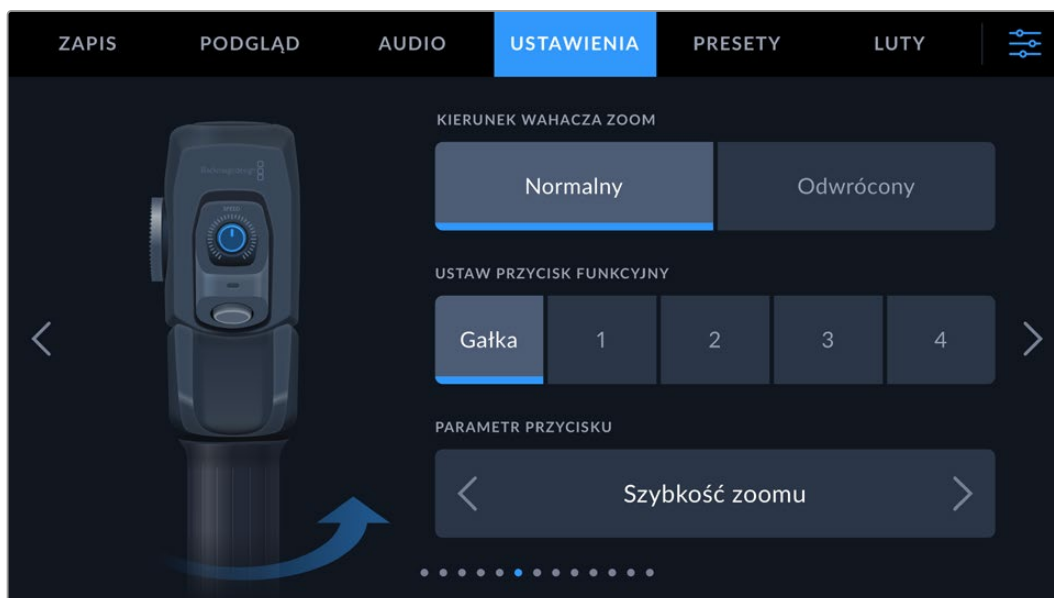 ZAPIS PODGLĄD AUDIO USTAWIENIA PRESETY LUTY
KIERUNEK WAHACZA ZOOM
Normalny Odwrócony
USTAW PRZYCISK FUNKCYJNY
Gałka 1 2 3 4
PARAMETR PRZYCISKU
Szybkość zoomu